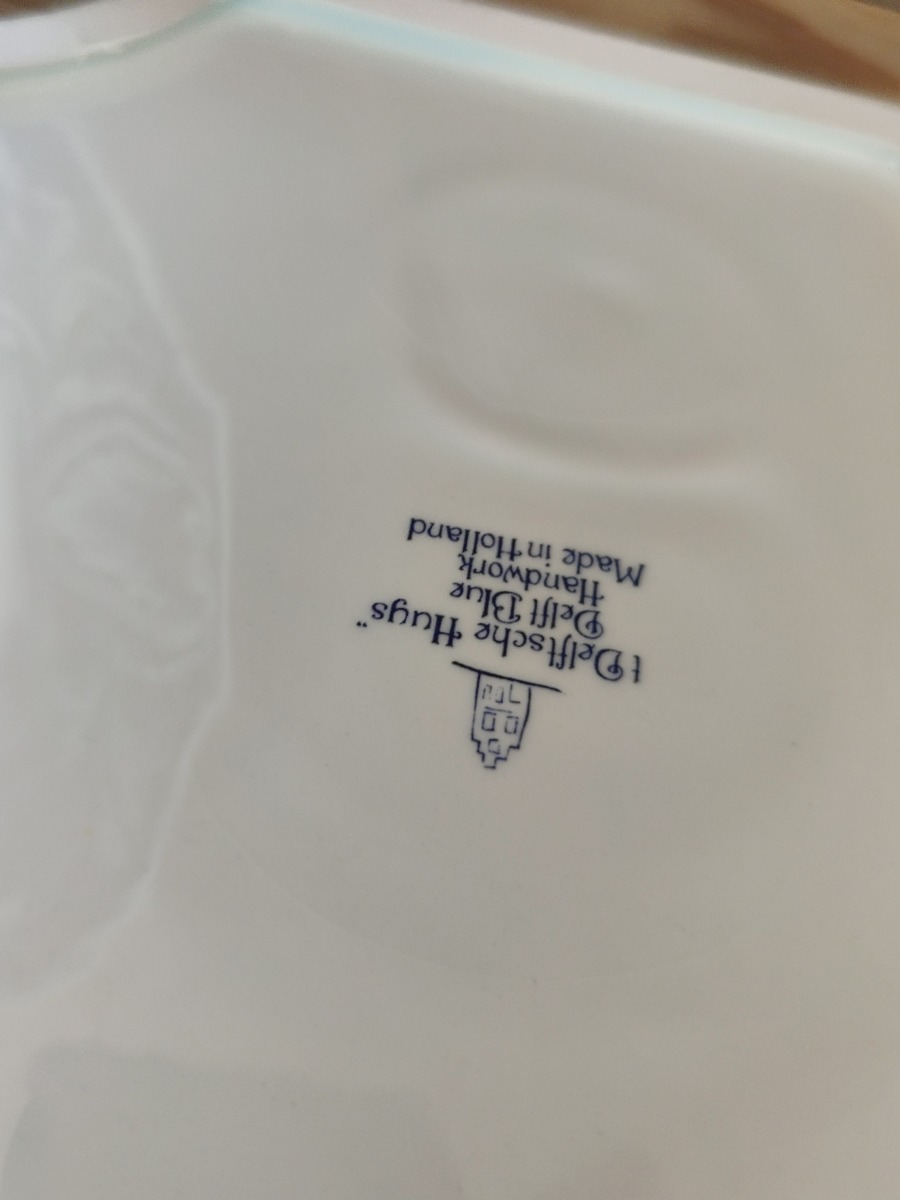 t Delftsche Huys"
Delft Blue
Handwork
Made in Holland